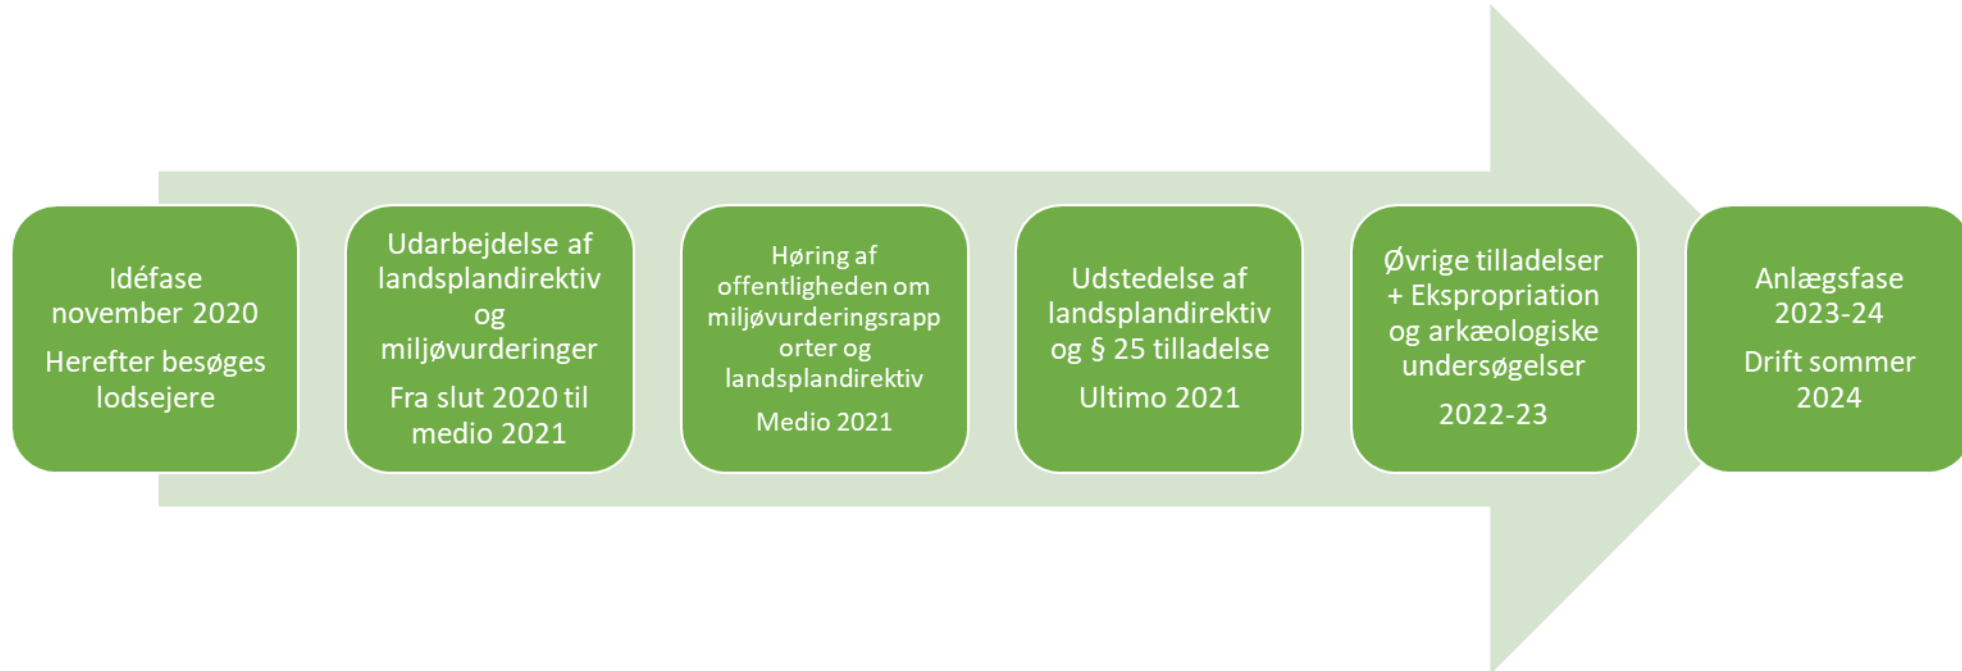 Idéfase
november 2020
Herefter besøges
lodsejere
Udarbejdelse af
landsplandirektiv
og
miljøvurderinger
Fra slut 2020 til
medio 2021
Høring af
offentligheden om
miljøvurderingsrapp
orter og
landsplandirektiv
Medio 2021
Udstedelse af
landsplandirektiv
og § 25 tilladelse
Ultimo 2021
Øvrige tilladelser
+ Ekspropriation
og arkæologiske
undersøgelser
2022-23
Anlægsfase
2023-24
Drift sommer
2024